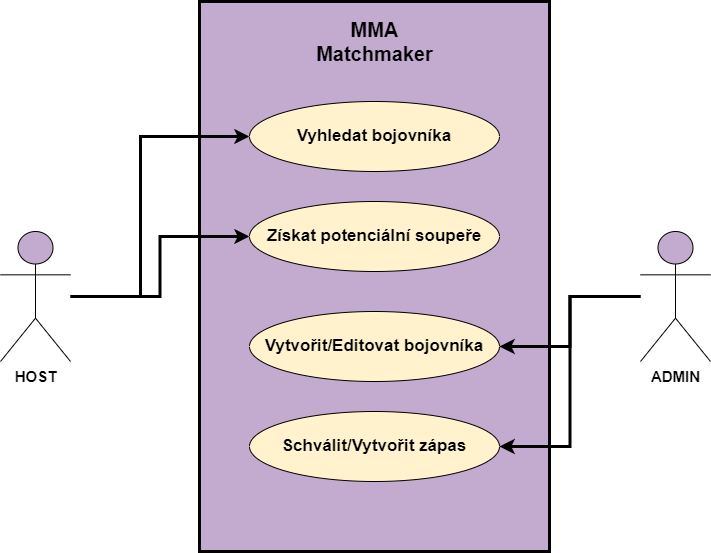 MMA
Matchmaker
Vyhledat bojovníka
Získat potenciální soupeře
Vytvořit/Editovat bojovníka
HOST
ADMIN
Schválit/Vytvořit zápas